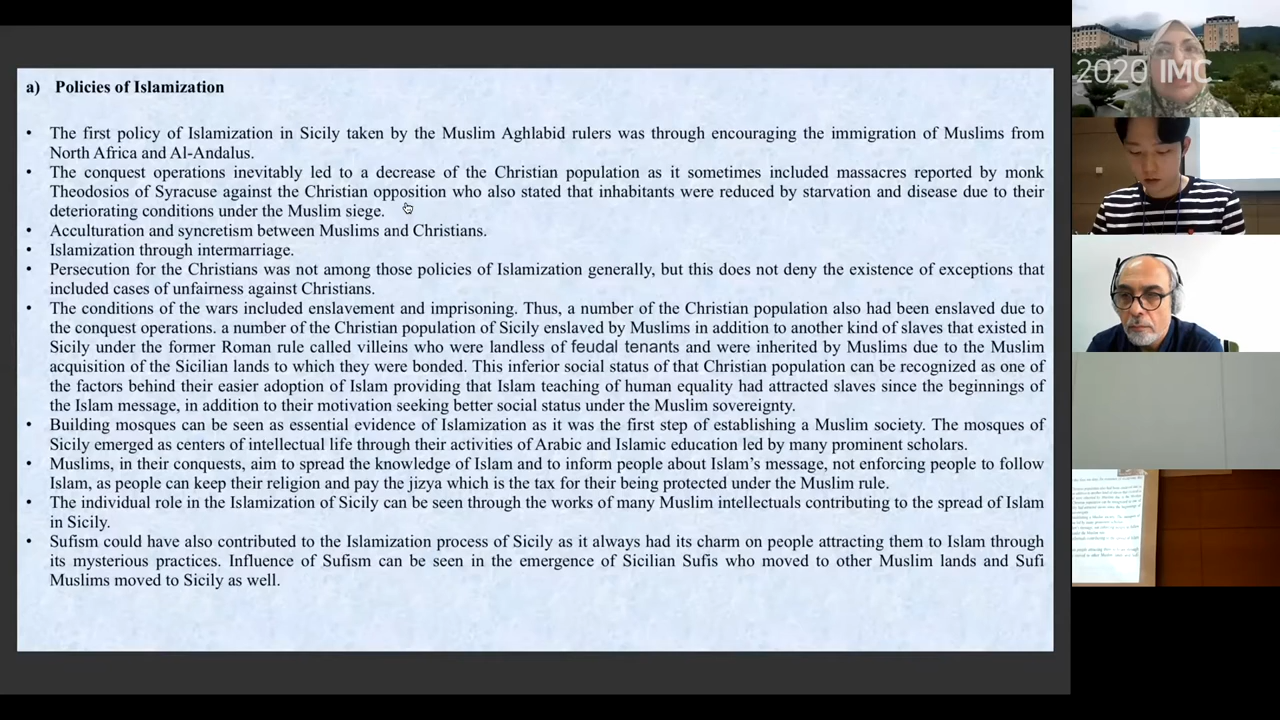 a) Policies of Islamization
• The first policy of Islamization in Sicily taken by the Muslim Aghlabid rulers was through encouraging the immigration of Muslims from
North Africa and Al-Andalus.
• The conquest operations inevitably led to a decrease of the Christian population as it sometimes included massacres reported by monk
Theodosios of Syracuse against the Christian opposition who also stated that inhabitants were reduced by starvation and disease due to their
deteriorating conditions under the Muslim siege.
• Acculturation and syncretism between Muslims and Christians.
• Islamization through intermarriage.
• Persecution for the Christians was not among those policies of Islamization generally, but this does not deny the existence of exceptions that
included cases of unfairness against Christians.
• The conditions of the wars included enslavement and imprisoning. Thus, a number of the Christian population also had been enslaved due to
the conquest operations. a number of the Christian population of Sicily enslaved by Muslims in addition to another kind of slaves that existed in
Sicily under the former Roman rule called villeins who were landless of feudal tenants and were inherited by Muslims due to the Muslim
acquisition of the Sicilian lands to which they were bonded. This inferior social status of that Christian population can be recognized as one of
the factors behind their easier adoption of Islam providing that Islam teaching of human equality had attracted slaves since the beginnings of
the Islam message, in addition to their motivation seeking better social status under the Muslim sovereignty.
• Building mosques can be seen as essential evidence of Islamization as it was the first step of establishing a Muslim society. The mosques of
Sicily emerged as centers of intellectual life through their activities of Arabic and Islamic education led by many prominent scholars.
• Muslims, in their conquests, aim to spread the knowledge of Islam and to inform people about Islam's message, not enforcing people to follow
Islam, as people can keep their religion and pay the jizya which is the tax for their being protected under the Muslim rule.
• The individual role in the Islamization of Sicily could be seen in the scientific efforts of many Muslim intellectuals contributing to the spread of Islam
in Sicily.
• Sufism could have also contributed to the Islamization of Sicily as it always had its charm on people attracting them to Islam through
its mysterious practices. Influence of Sufism could be seen in the emergence of Sicilian Sufis who moved to other Muslim lands and Sufi
Muslims moved to Sicily as well.
2020 IMC